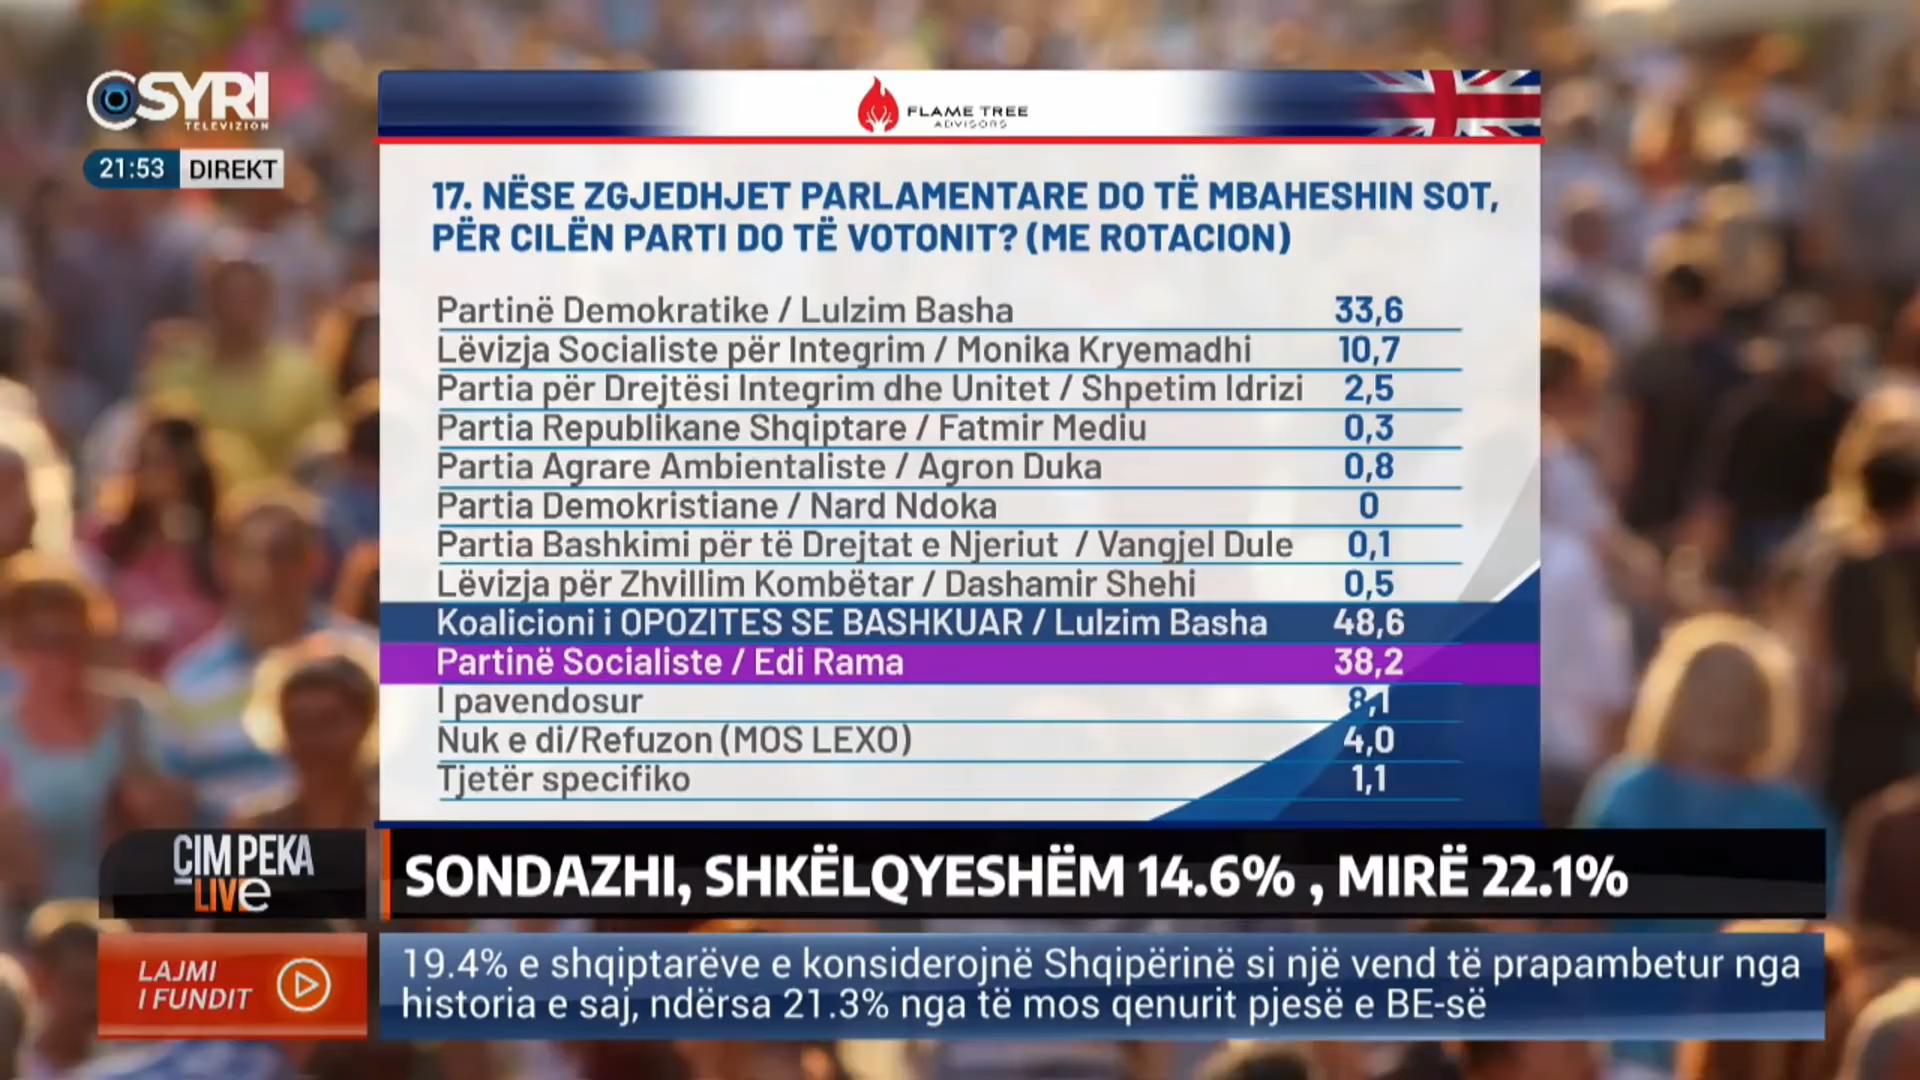 SYRI
TELEVIZION
21:53 DIREKT
FLAME TREE
ADVISORS
17. NËSE ZGJEDHJET PARLAMENTARE DO TË MBAHESHIN SOT,
PËR CILËN PARTI DO TË VOTONIT? (ME ROTACION)
Partinë Demokratike / Lulzim Basha 33,6
Lëvizja Socialiste për Integrim / Monika Kryemadhi 10,7
Partia për Drejtësi Integrim dhe Unitet / Shpetim Idrizi 2,5
Partia Republikane Shqiptare / Fatmir Mediu 0,3
Partia Agrare Ambientaliste / Agron Duka 0,8
Partia Demokristiane / Nard Ndoka 0
Partia Bashkimi për të Drejtat e Njeriut / Vangjel Dule 0,1
Lëvizja për Zhvillim Kombëtar / Dashamir Shehi 0,5
Koalicioni i OPOZITES SE BASHKUAR / Lulzim Basha 48,6
Partinë Socialiste / Edi Rama 38,2
I pavendosur 8,1
Nuk e di/Refuzon (MOS LEXO) 4,0
Tjetër specifiko 1,1
ÇIM PEKA
LIVe
SONDAZHI, SHKËLQYESHËM 14.6% , MIRË 22.1%
LAJMI
I FUNDIT
19.4% e shqiptarëve e konsiderojnë Shqipërinë si një vend të prapambetur nga
historia e saj, ndërsa 21.3% nga të mos qenurit pjesë e BE-së